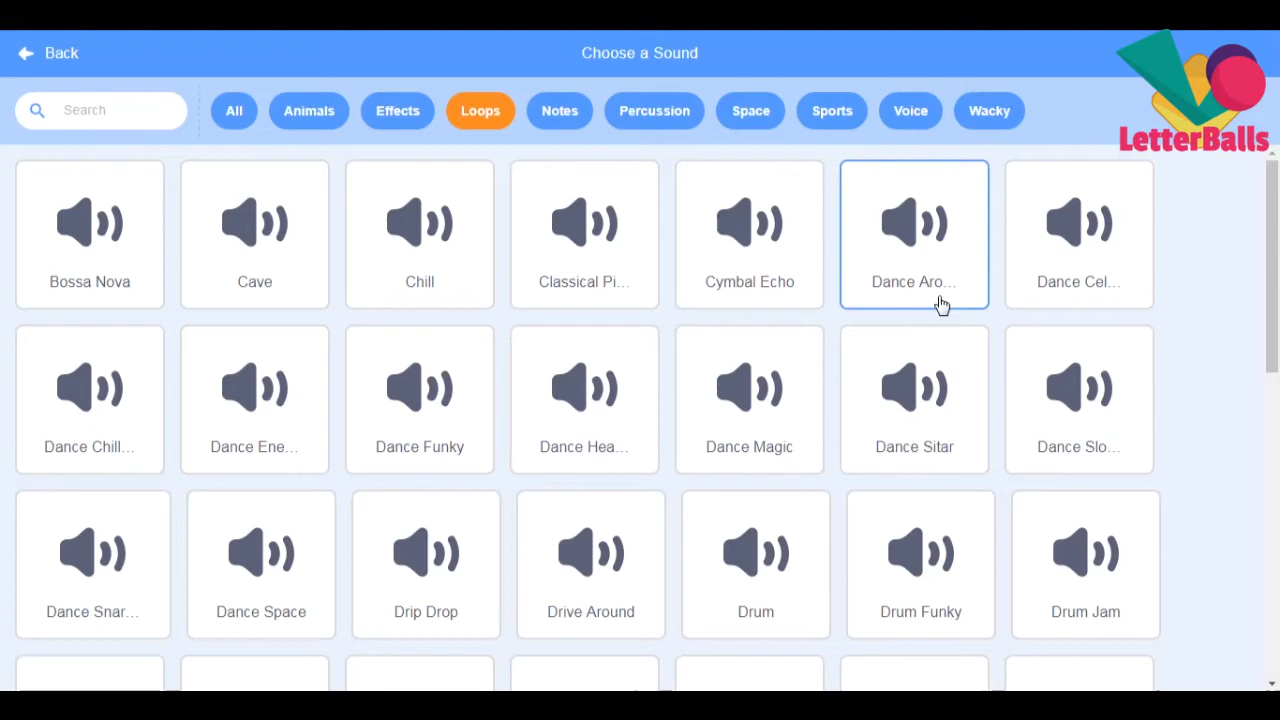 Back
Choose a Sound
Search
All
Animals
Effects
Loops
Notes
Percussion
Space
Sports
Voice
Wacky
LetterBalls
Bossa Nova
Cave
Chill
Classical Pi...
Cymbal Echo
Dance Aro...
Dance Cel...
Dance Chill...
Dance Ene...
Dance Funky
Dance Hea...
Dance Magic
Dance Sitar
Dance Slo...
Dance Snar...
Dance Space
Drip Drop
Drive Around
Drum
Drum Funky
Drum Jam